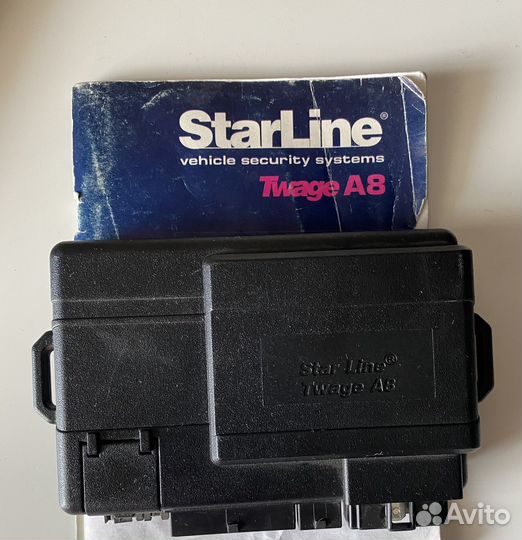 StarLine®
vehicle security systems
Twage A8
Star Line®
Twage A8
Avito